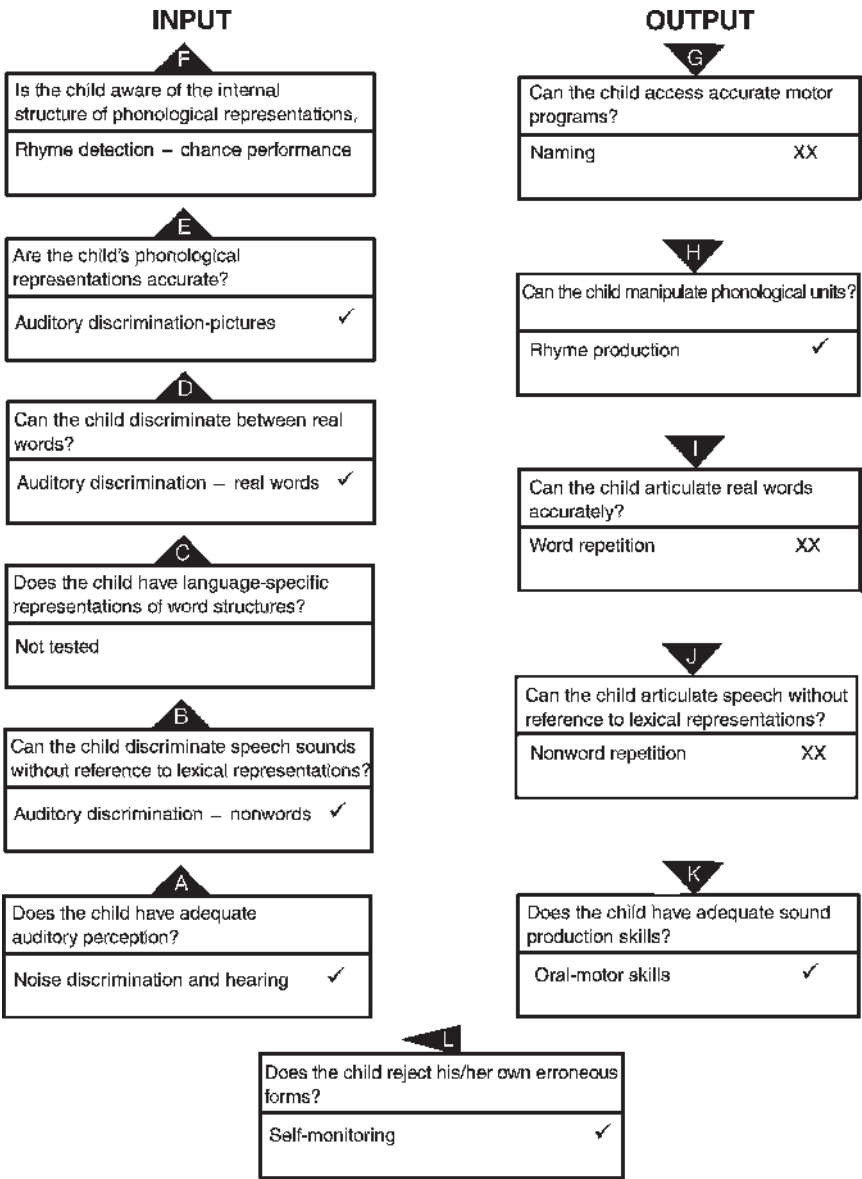 INPUT
F
Is the child aware of the internal
structure of phonological representations,
Rhyme detection – chance performance
E
Are the child's phonological
representations accurate?
Auditory discrimination-pictures ✓
D
Can the child discriminate between real
words?
Auditory discrimination – real words ✓
C
Does the child have language-specific
representations of word structures?
Not tested
B
Can the child discriminate speech sounds
without reference to lexical representations?
Auditory discrimination – nonwords ✓
A
Does the child have adequate
auditory perception?
Noise discrimination and hearing ✓
OUTPUT
G
Can the child access accurate motor
programs?
Naming XX
H
Can the child manipulate phonological units?
Rhyme production ✓
I
Can the child articulate real words
accurately?
Word repetition XX
J
Can the child articulate speech without
reference to lexical representations?
Nonword repetition XX
K
Does the child have adequate sound
production skills?
Oral-motor skills ✓
L
Does the child reject his/her own erroneous
forms?
Self-monitoring ✓